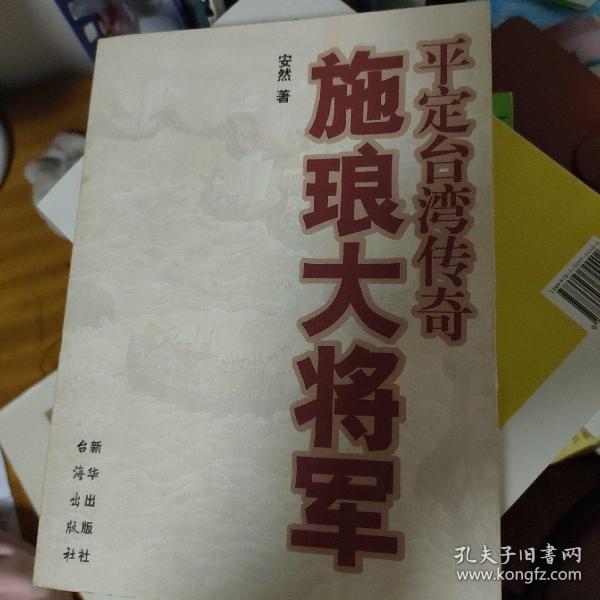 平定台湾传奇
施琅大将军
安然 著
新华出版社
台海出版社
孔夫子旧书网
www.kongfz.com